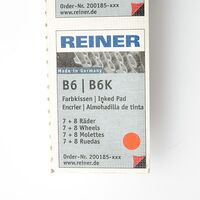 Order-Nr. 200185-xxx
www.reiner.de
REINER
Made in Germany
B6 | B6K
Farbkissen | Inked Pad
Encrier | Almohadilla de tinta
7 + 8 Räder
7 + 8 Wheels
7 + 8 Molettes
7 + 8 Ruedas
Order-Nr. 200185-xxx
www.reiner.de